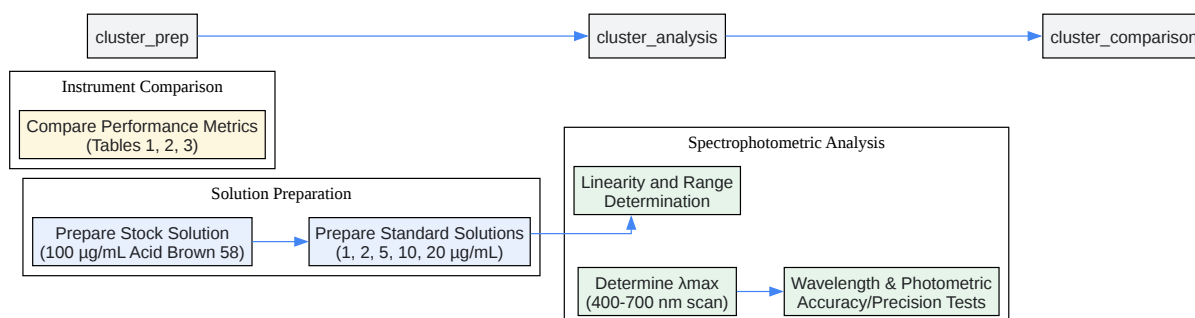 cluster_prep
cluster_analysis
cluster_comparison
Instrument Comparison
Compare Performance Metrics
(Tables 1, 2, 3)
Solution Preparation
Prepare Stock Solution
(100 µg/mL Acid Brown 58)
Prepare Standard Solutions
(1, 2, 5, 10, 20 µg/mL)
Spectrophotometric Analysis
Linearity and Range
Determination
Determine λmax
(400-700 nm scan)
Wavelength & Photometric
Accuracy/Precision Tests